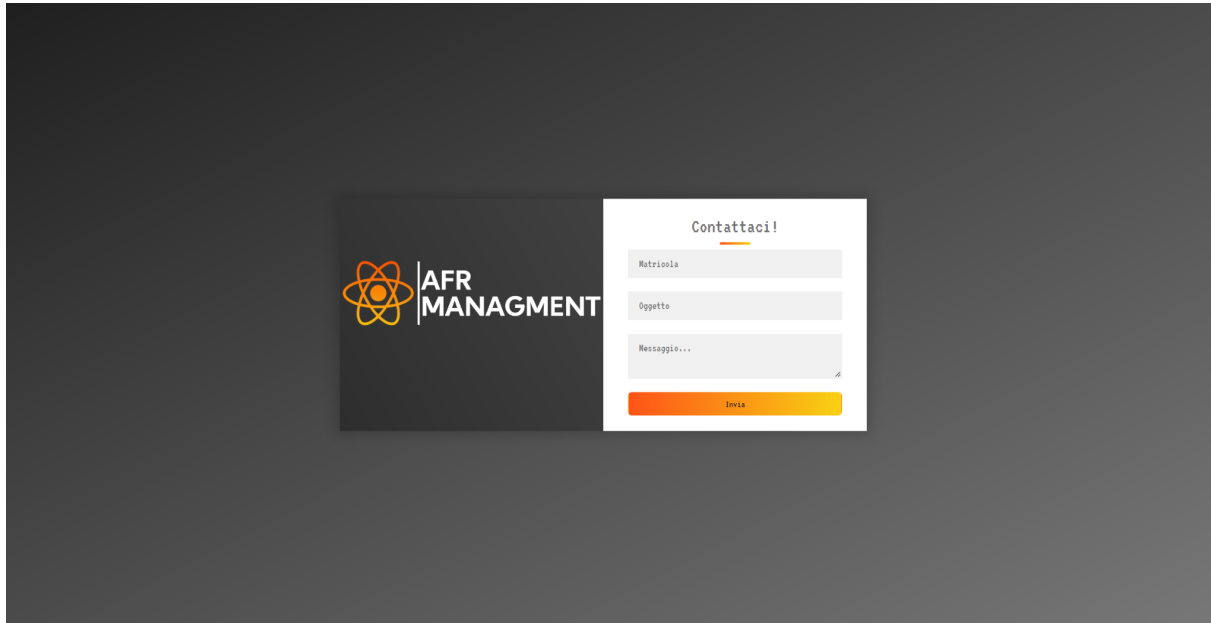 AFR
MANAGMENT
Contattaci!
Matricola
Oggetto
Messaggio...
Invia